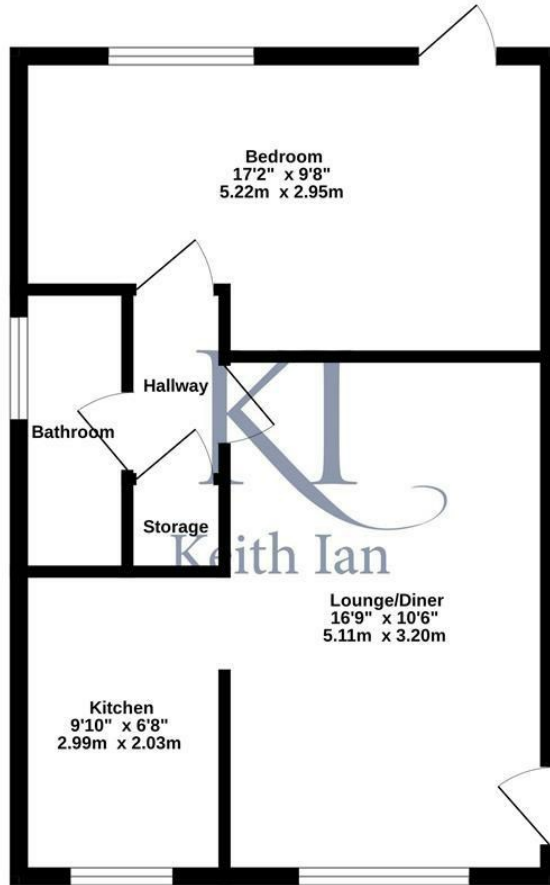 Bedroom
17'2" x 9'8"
5.22m x 2.95m
Hallway
KI
Bathroom
Storage
Keith Ian
Lounge/Diner
16'9" x 10'6"
5.11m x 3.20m
Kitchen
9'10" x 6'8"
2.99m x 2.03m